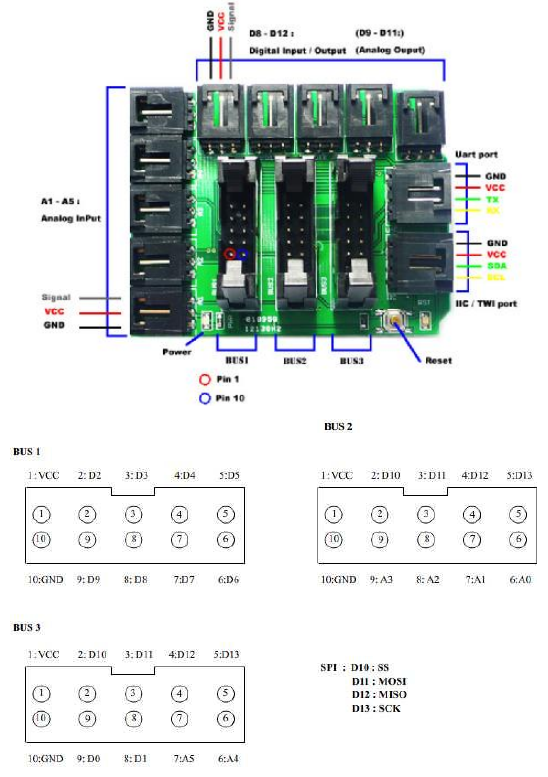 GND
VCC
Signal
D8 - D12 :
(D9 - D11:)
Digital Input / Output
(Analog Ouput)
Uart port
GND
VCC
TX
RX
A1 - A5 :
Analog InPut
GND
VCC
SDA
SCL
Signal
VCC
GND
IIC / TWI port
BUS1
BUS2
BUS3
IIC
RST
PWR
Power
BUS1
BUS2
BUS3
Reset
Pin 1
Pin 10
BUS 2
BUS 1
1: VCC 2: D2 3: D3 4:D4 5:D5
1 2 3 4 5
10 9 8 7 6
10:GND 9: D9 8: D8 7:D7 6:D6
1: VCC 2: D10 3: D11 4:D12 5:D13
1 2 3 4 5
10 9 8 7 6
10:GND 9: A3 8: A2 7:A1 6:A0
BUS 3
1: VCC 2: D10 3: D11 4:D12 5:D13
1 2 3 4 5
10 9 8 7 6
10:GND 9: D0 8: D1 7:A5 6:A4
SPI : D10 : SS
D11 : MOSI
D12 : MISO
D13 : SCK